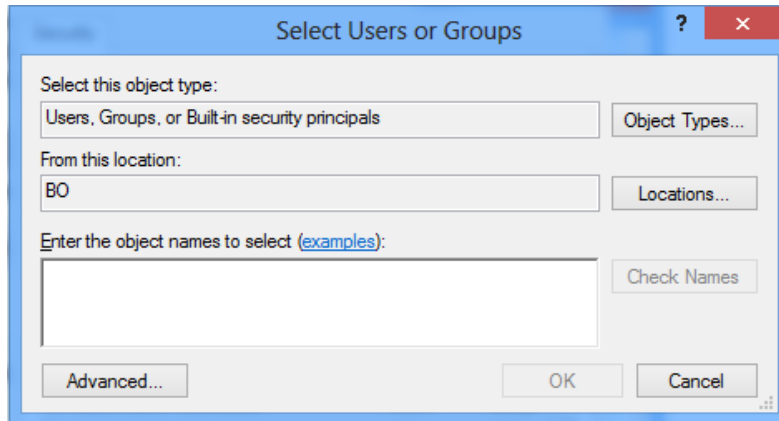 Security
Select Users or Groups
?
Select this object type:
Users, Groups, or Built-in security principals
Object Types...
From this location:
BO
Locations...
Enter the object names to select (examples):
Check Names
Advanced...
OK
Cancel